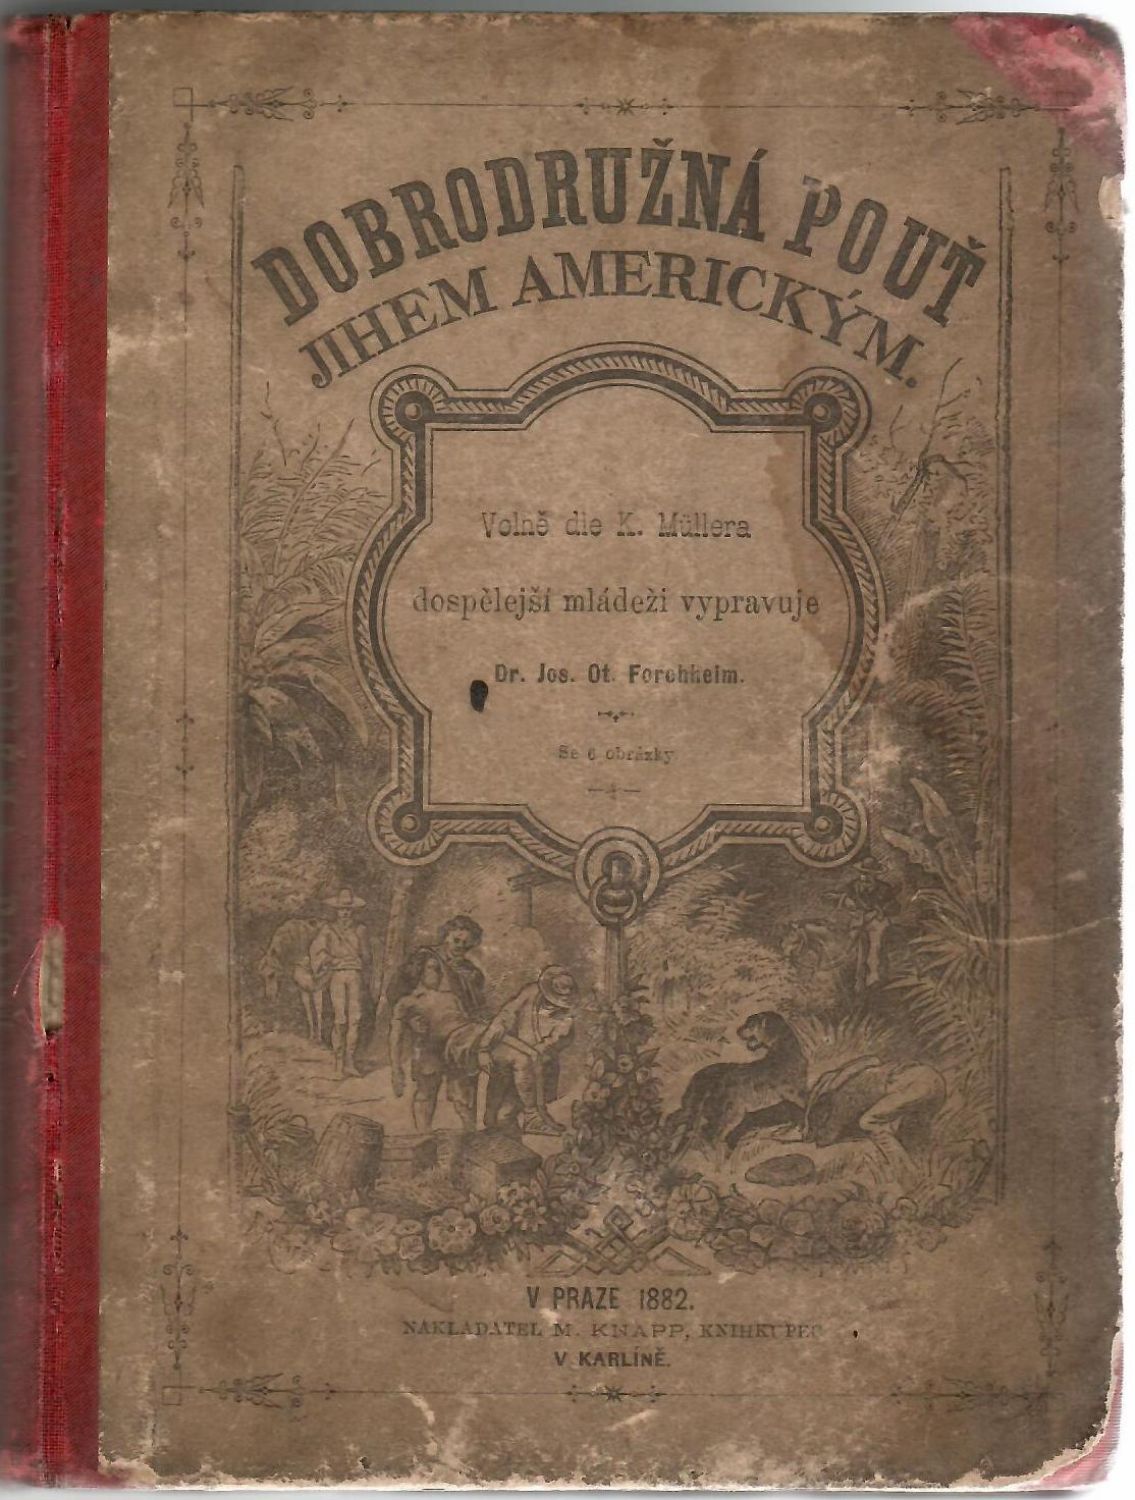 DOBRODRUŽNÁ POUŤ
JIHEM AMERICKÝM.
Volně dle K. Müllera
dospělejší mládeži vypravuje
Dr. Jos. Ot. Forchheim.
Se 6 obrázky
V PRAZE 1882.
NAKLADATEL M. KNAPP, KNIHKUPEC
V KARLÍNĚ.